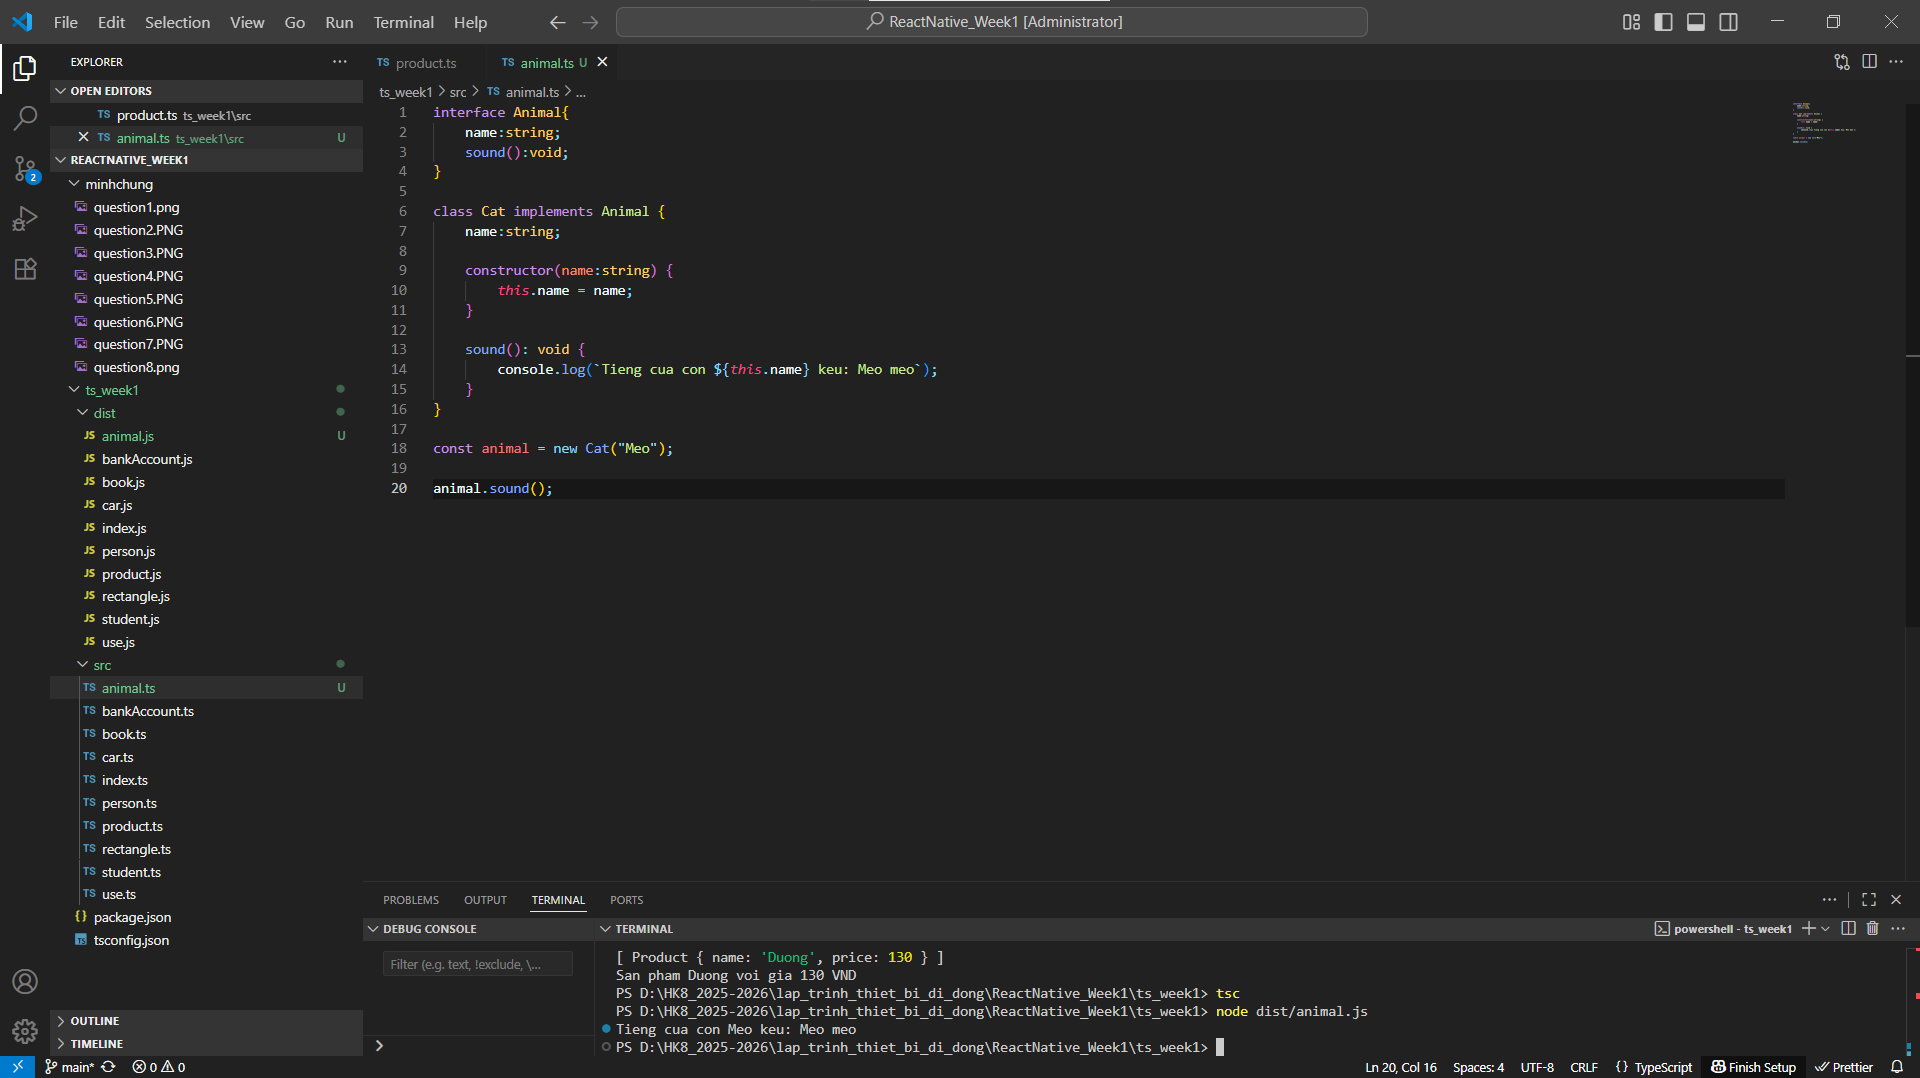 File Edit Selection View Go Run Terminal Help
ReactNative_Week1 [Administrator]
EXPLORER
OPEN EDITORS
TS product.ts ts_week1\src
TS animal.ts ts_week1\src U
REACTNATIVE_WEEK1
minhchung
question1.png
question2.PNG
question3.PNG
question4.PNG
question5.PNG
question6.PNG
question7.PNG
question8.png
ts_week1
dist
JS animal.js U
JS bankAccount.js
JS book.js
JS car.js
JS index.js
JS person.js
JS product.js
JS rectangle.js
JS student.js
JS use.js
src
TS animal.ts U
TS bankAccount.ts
TS book.ts
TS car.ts
TS index.ts
TS person.ts
TS product.ts
TS rectangle.ts
TS student.ts
TS use.ts
{} package.json
TS tsconfig.json
OUTLINE
TIMELINE
2
TS product.ts TS animal.ts U
ts_week1 > src > TS animal.ts > ...
1 interface Animal{
2 name:string;
3 sound():void;
4 }
5
6 class Cat implements Animal {
7 name:string;
8
9 constructor(name:string) {
10 this.name = name;
11 }
12
13 sound(): void {
14 console.log(`Tieng cua con ${this.name} keu: Meo meo`);
15 }
16 }
17
18 const animal = new Cat("Meo");
19
20 animal.sound();
PROBLEMS OUTPUT TERMINAL PORTS
DEBUG CONSOLE
Filter (e.g. text, !exclude, \...
TERMINAL
powershell - ts_week1
[ Product { name: 'Duong', price: 130 } ]
San pham Duong voi gia 130 VND
PS D:\HK8_2025-2026\lap_trinh_thiet_bi_di_dong\ReactNative_Week1\ts_week1> tsc
PS D:\HK8_2025-2026\lap_trinh_thiet_bi_di_dong\ReactNative_Week1\ts_week1> node dist/animal.js
Tieng cua con Meo keu: Meo meo
PS D:\HK8_2025-2026\lap_trinh_thiet_bi_di_dong\ReactNative_Week1\ts_week1>
main* 0 0 Ln 20, Col 16 Spaces: 4 UTF-8 CRLF {} TypeScript Finish Setup Prettier